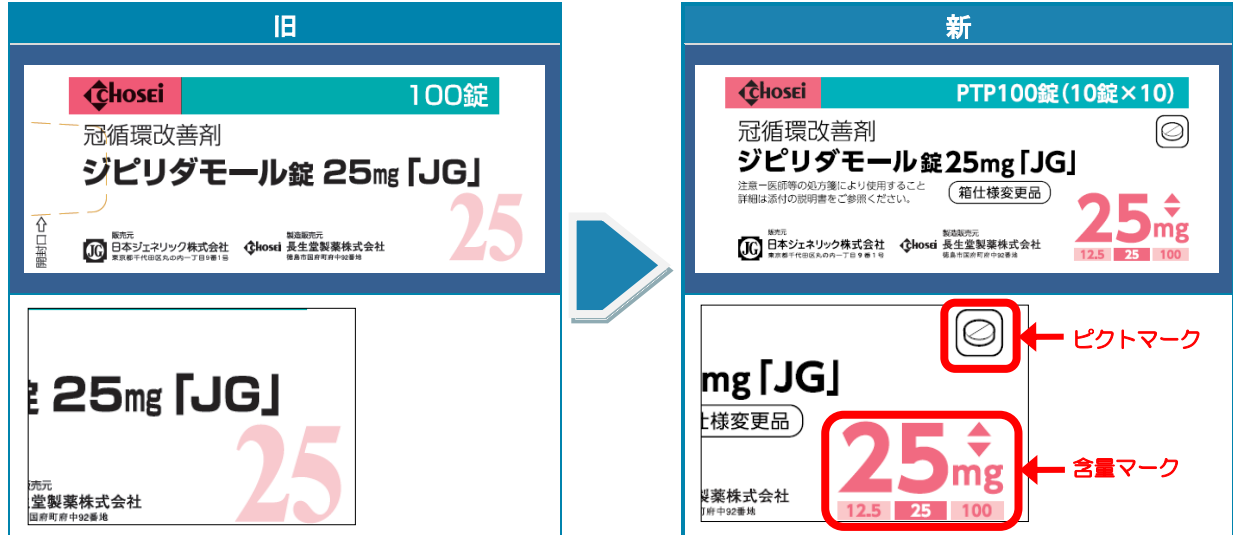 旧
CHOSEI
100錠
冠循環改善剤
ジピリダモール錠 25mg「JG」
25
開封口
販売元
JG 日本ジェネリック株式会社
東京都千代田区丸の内一丁目9番1号
Chosei 製造販売元
長生堂製薬株式会社
徳島市国府町府中92番地
錠 25mg「JG」
25
販売元
堂製薬株式会社
国府町府中92番地
新
CHOSEI
PTP100錠(10錠×10)
冠循環改善剤
ジピリダモール錠25mg「JG」
注意-医師等の処方箋により使用すること
詳細は添付の説明書をご参照ください。
箱仕様変更品
25mg
12.5 25 100
販売元
JG 日本ジェネリック株式会社
東京都千代田区丸の内一丁目9番1号
Chosei 製造販売元
長生堂製薬株式会社
徳島市国府町府中92番地
mg「JG」
仕様変更品
25mg
12.5 25 100
製薬株式会社
府中92番地
ピクトマーク
含量マーク